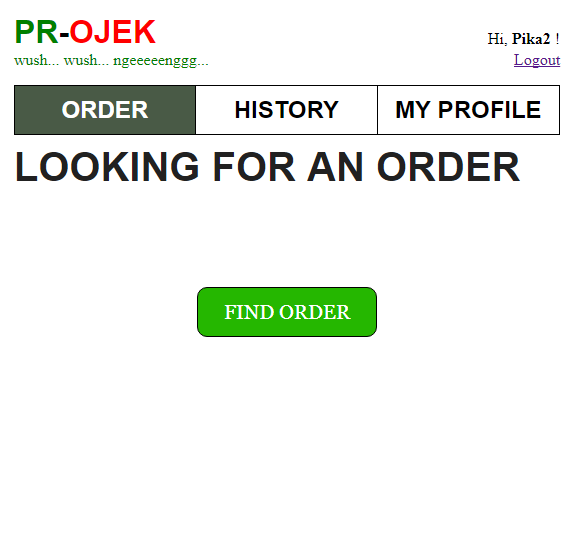 PR-OJEK
wush... wush... ngeeeeenggg...
Hi, Pika2 !
Logout
ORDER HISTORY MY PROFILE
LOOKING FOR AN ORDER
FIND ORDER